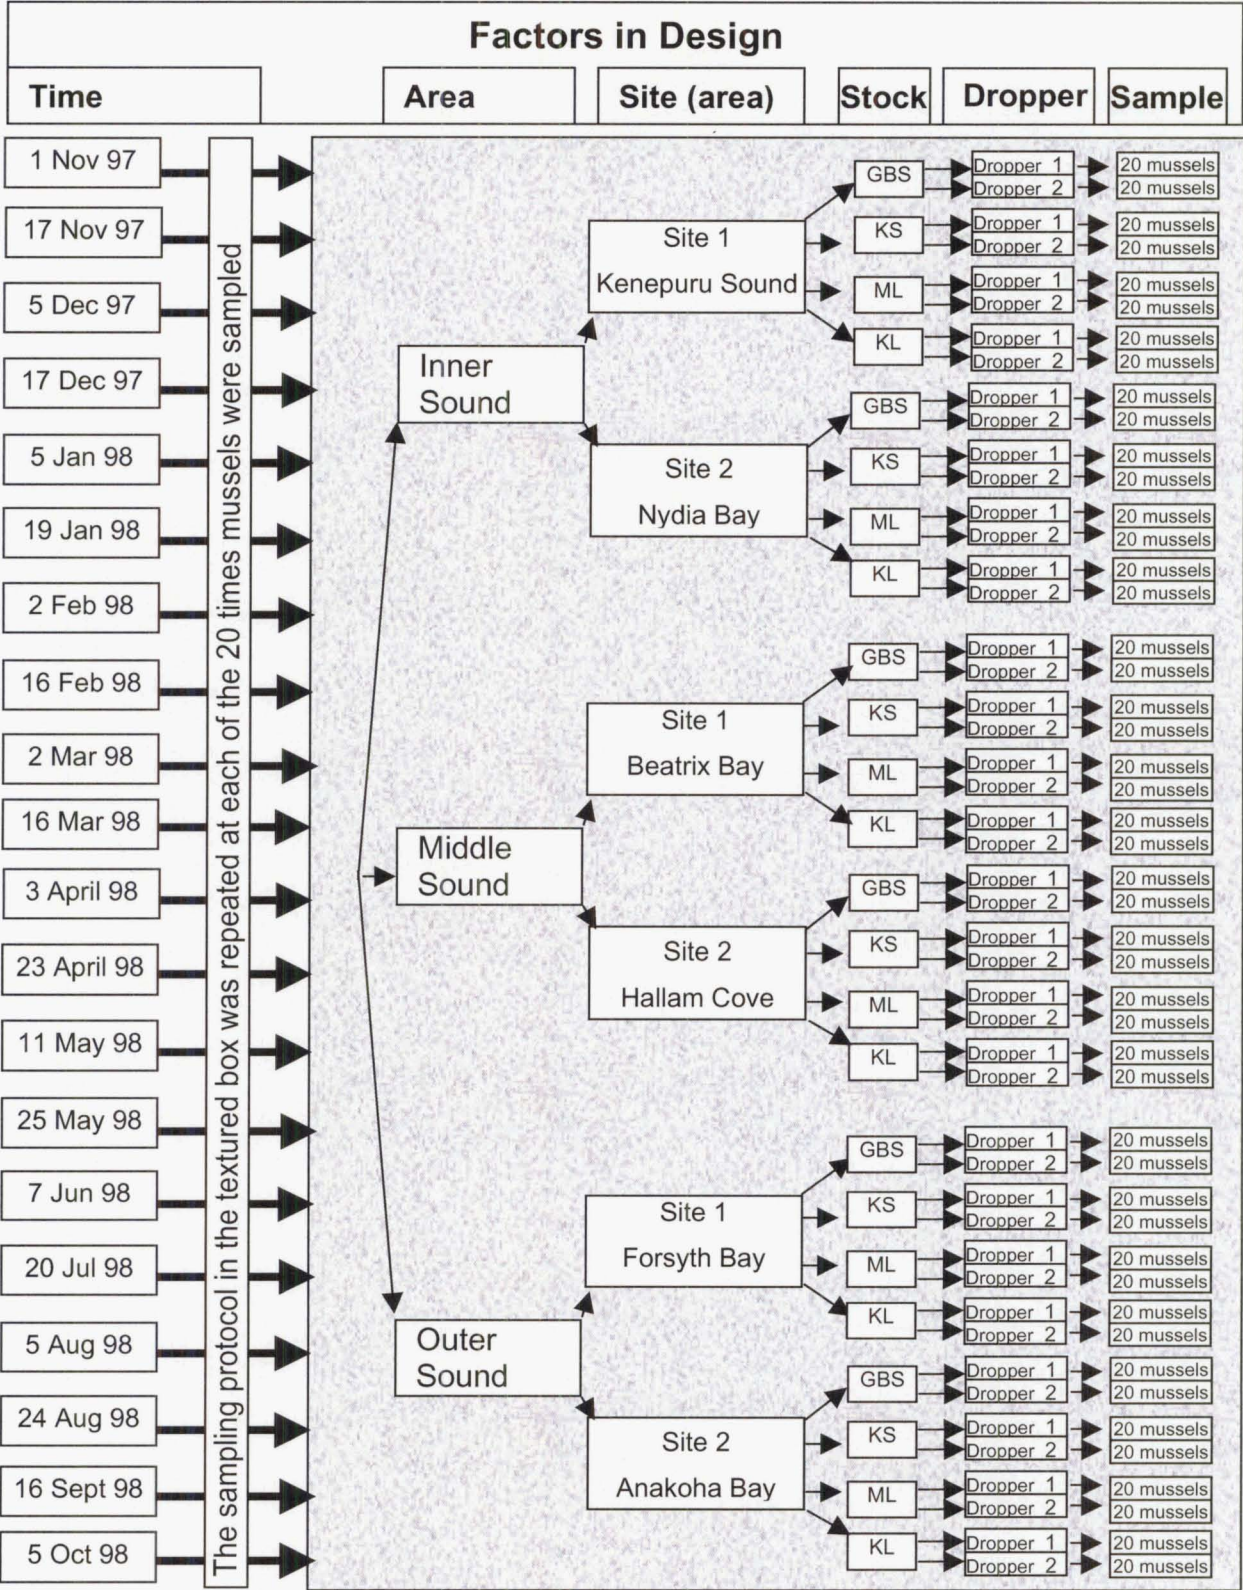 Factors in Design
Time
Area
Site (area)
Stock
Dropper
Sample
1 Nov 97
17 Nov 97
5 Dec 97
17 Dec 97
5 Jan 98
19 Jan 98
2 Feb 98
16 Feb 98
2 Mar 98
16 Mar 98
3 April 98
23 April 98
11 May 98
25 May 98
7 Jun 98
20 Jul 98
5 Aug 98
24 Aug 98
16 Sept 98
5 Oct 98
The sampling protocol in the textured box was repeated at each of the 20 times mussels were sampled
Inner
Sound
Site 1
Kenepuru Sound
GBS
Dropper 1
20 mussels
Dropper 2
20 mussels
KS
Dropper 1
20 mussels
Dropper 2
20 mussels
ML
Dropper 1
20 mussels
Dropper 2
20 mussels
KL
Dropper 1
20 mussels
Dropper 2
20 mussels
Site 2
Nydia Bay
GBS
Dropper 1
20 mussels
Dropper 2
20 mussels
KS
Dropper 1
20 mussels
Dropper 2
20 mussels
ML
Dropper 1
20 mussels
Dropper 2
20 mussels
KL
Dropper 1
20 mussels
Dropper 2
20 mussels
Middle
Sound
Site 1
Beatrix Bay
GBS
Dropper 1
20 mussels
Dropper 2
20 mussels
KS
Dropper 1
20 mussels
Dropper 2
20 mussels
ML
Dropper 1
20 mussels
Dropper 2
20 mussels
KL
Dropper 1
20 mussels
Dropper 2
20 mussels
Site 2
Hallam Cove
GBS
Dropper 1
20 mussels
Dropper 2
20 mussels
KS
Dropper 1
20 mussels
Dropper 2
20 mussels
ML
Dropper 1
20 mussels
Dropper 2
20 mussels
KL
Dropper 1
20 mussels
Dropper 2
20 mussels
Outer
Sound
Site 1
Forsyth Bay
GBS
Dropper 1
20 mussels
Dropper 2
20 mussels
KS
Dropper 1
20 mussels
Dropper 2
20 mussels
ML
Dropper 1
20 mussels
Dropper 2
20 mussels
KL
Dropper 1
20 mussels
Dropper 2
20 mussels
Site 2
Anakoha Bay
GBS
Dropper 1
20 mussels
Dropper 2
20 mussels
KS
Dropper 1
20 mussels
Dropper 2
20 mussels
ML
Dropper 1
20 mussels
Dropper 2
20 mussels
KL
Dropper 1
20 mussels
Dropper 2
20 mussels